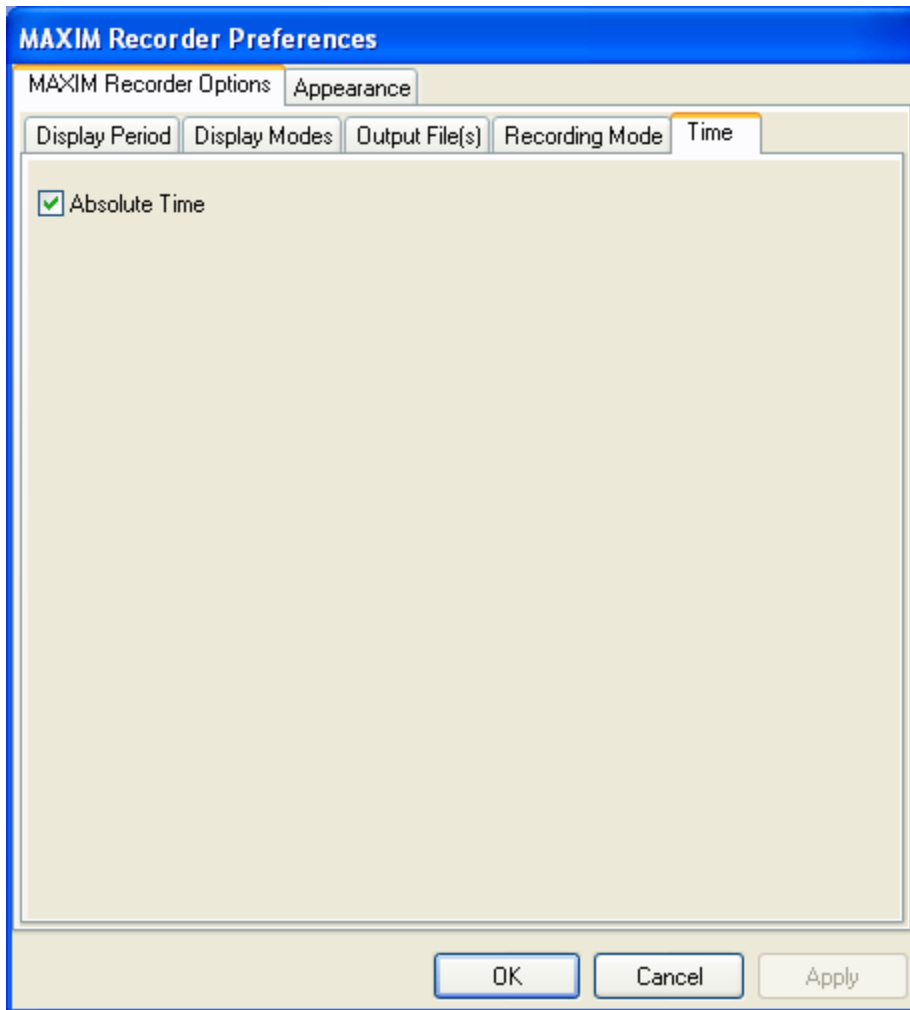 MAXIM Recorder Preferences
MAXIM Recorder Options Appearance
Display Period Display Modes Output File(s) Recording Mode Time
Absolute Time
OK Cancel Apply